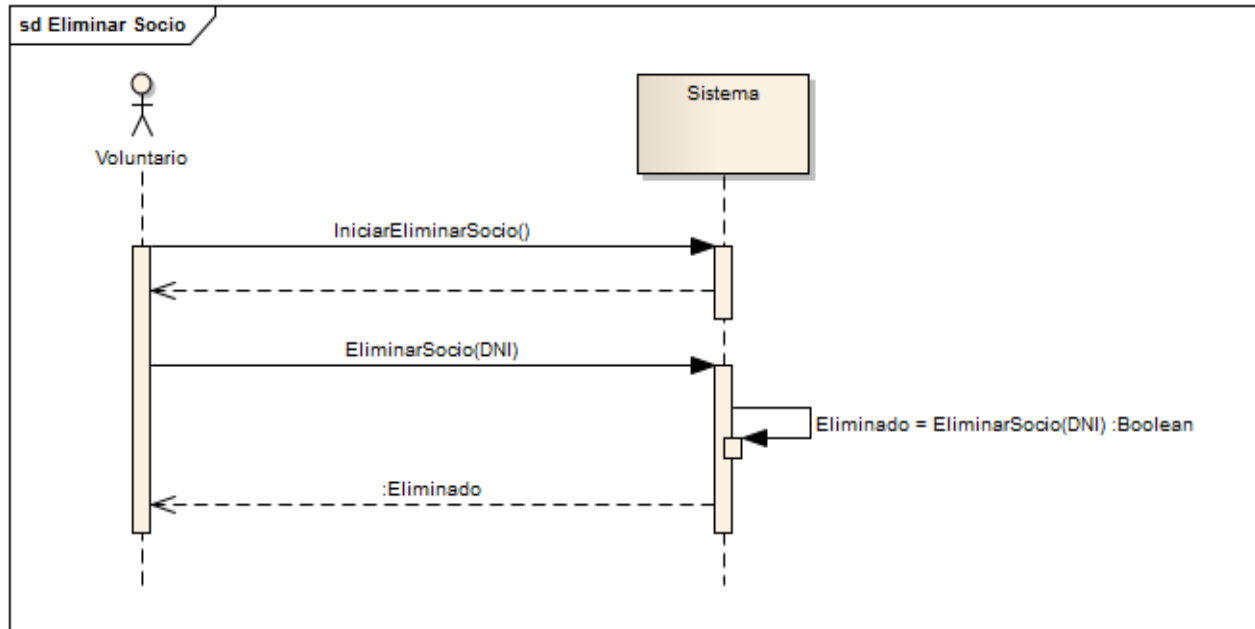 sd Eliminar Socio
Sistema
Voluntario
IniciarEliminarSocio()
EliminarSocio(DNI)
Eliminado = EliminarSocio(DNI) :Boolean
:Eliminado